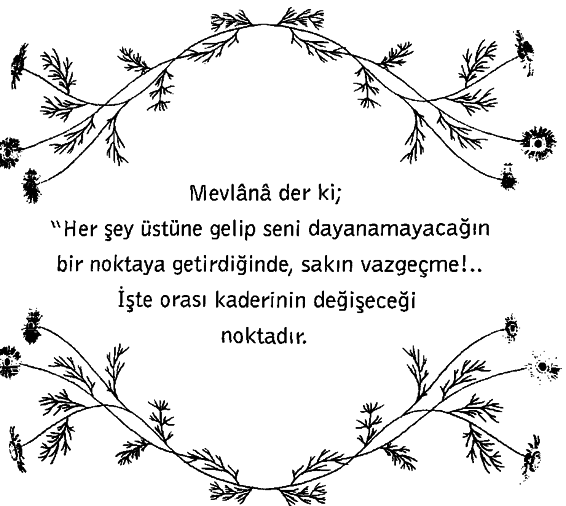 Mevlânâ der ki;
"Her şey üstüne gelip seni dayanamayacağın
bir noktaya getirdiğinde, sakın vazgeçme!..
İşte orası kaderinin değişeceği
noktadır.